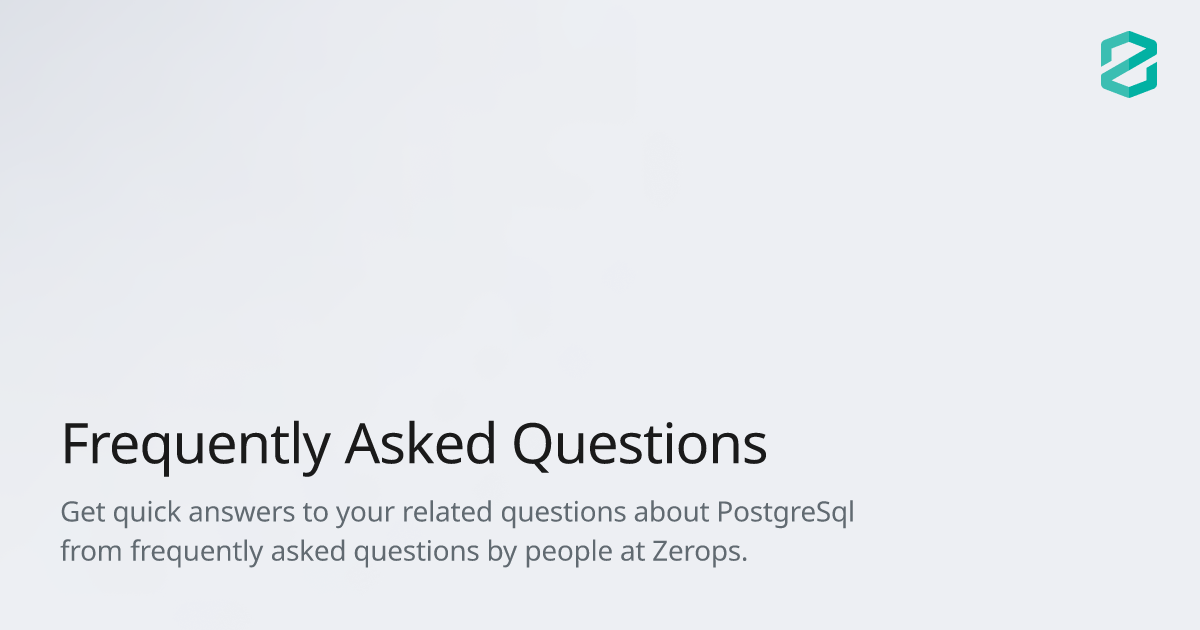 Frequently Asked Questions
Get quick answers to your related questions about PostgreSql
from frequently asked questions by people at Zerops.